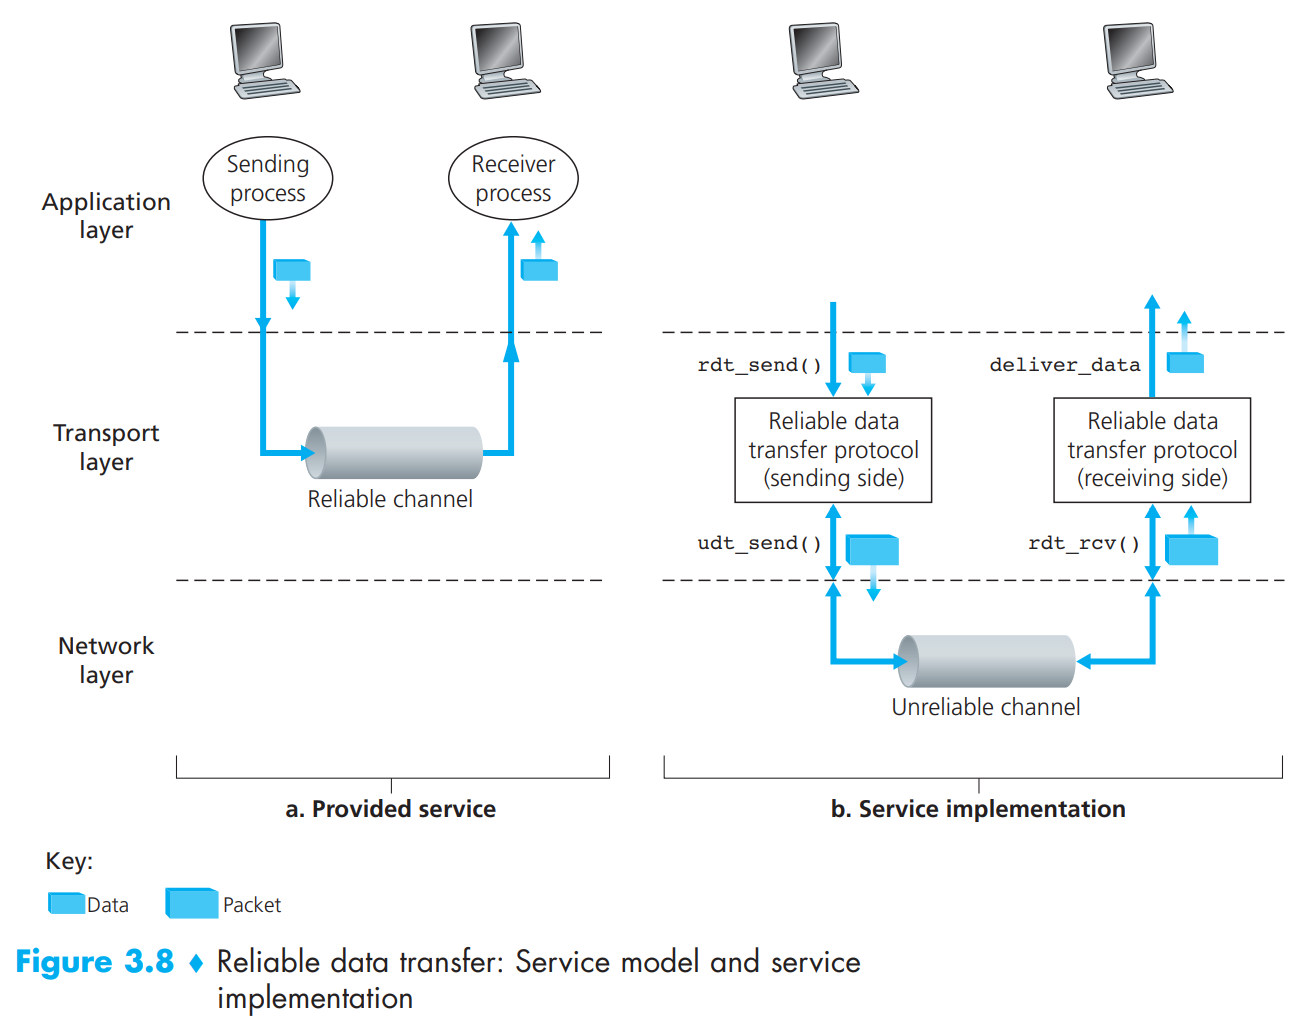 Sending
process
Receiver
process
Application
layer
rdt_send()
deliver_data
Reliable data
transfer protocol
(sending side)
Reliable data
transfer protocol
(receiving side)
Transport
layer
Reliable channel
udt_send()
rdt_rcv()
Network
layer
Unreliable channel
a. Provided service
b. Service implementation
Key:
Data
Packet
Figure 3.8 ♦ Reliable data transfer: Service model and service
implementation